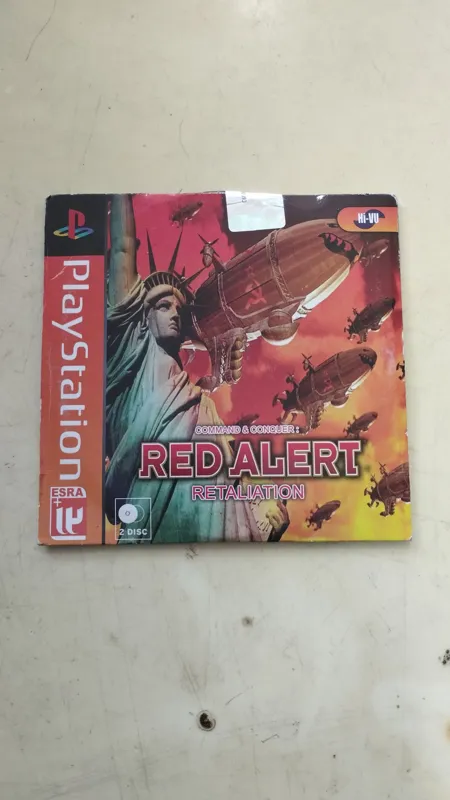 PlayStation
Hi-VU
COMMAND & CONQUER:
RED ALERT
RETALIATION
ESRA
2 DISC